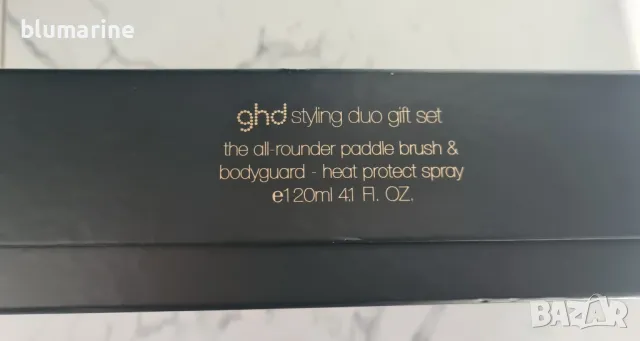 blumarine
ghd styling duo gift set
the all-rounder paddle brush &
bodyguard - heat protect spray
e120ml 4.1 Fl. OZ.
BAZAR